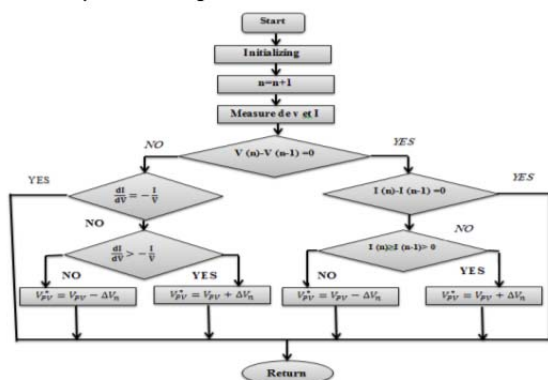 Start
Initializing
n=n+1
Measure de v et I
V (n)-V (n-1) =0
NO
YES
dI/dV = − I/V
I (n)-I (n-1) =0
YES
YES
NO
NO
dI/dV > − I/V
I (n)≥I (n-1)> 0
NO
YES
NO
YES
V*PV = VPV − ΔVn
V*PV = VPV + ΔVn
V*PV = VPV − ΔVn
V*PV = VPV + ΔVn
Return